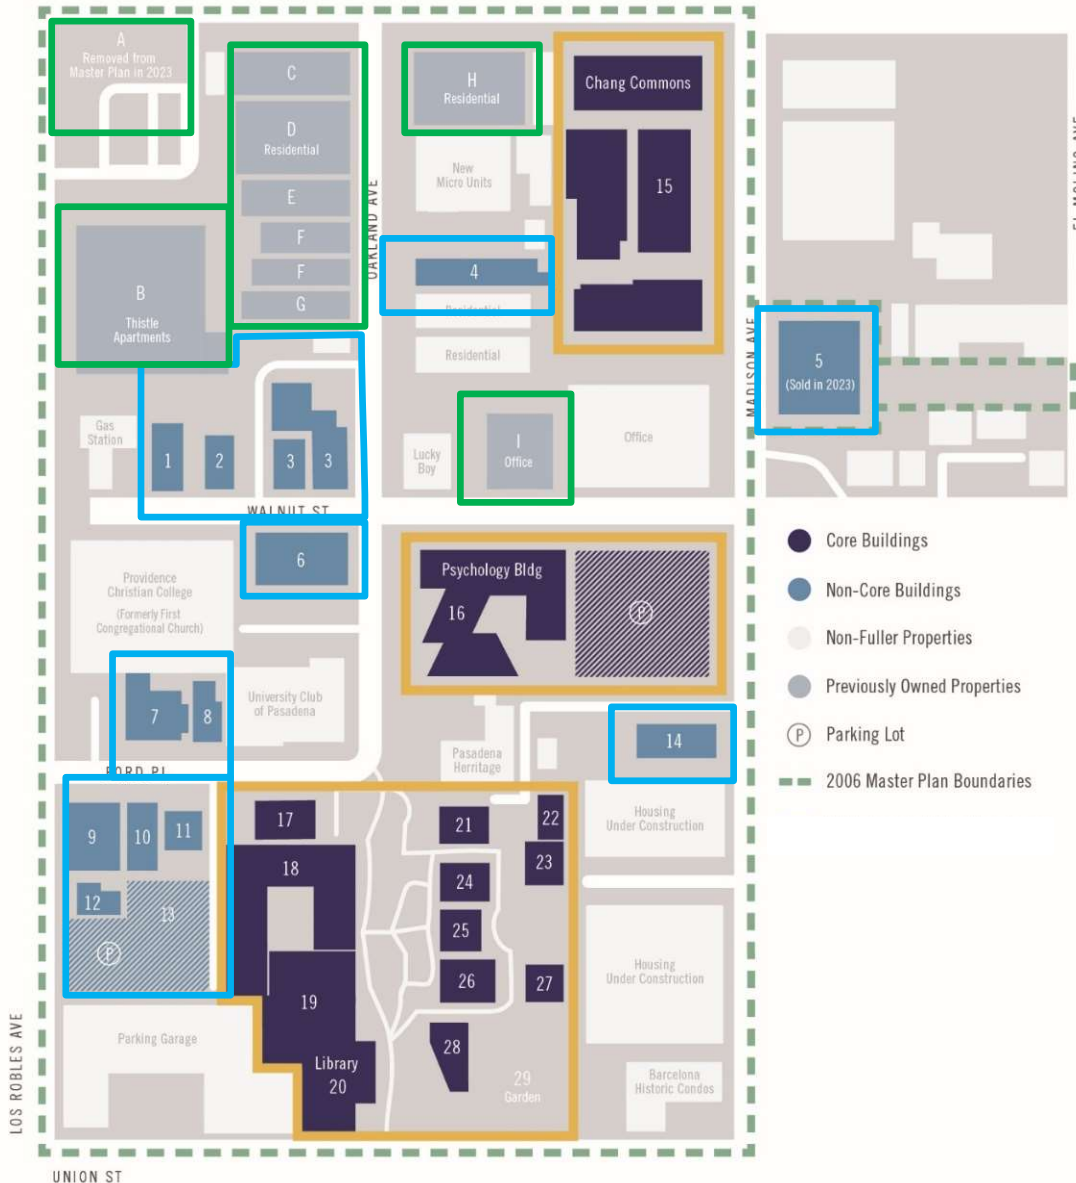 A
Removed from
Master Plan in 2023
C
D
Residential
E
F
F
G
B
Thistle
Apartments
OAKLAND AVE
H
Residential
New
Micro Units
4
Residential
Residential
Chang Commons
15
MADISON AVE
5
(Sold in 2023)
EL MOLINO AVE
Gas
Station
1
2
3
3
Lucky
Boy
I
Office
Office
WALNUT ST
6
Providence
Christian College
(Formerly First
Congregational Church)
Psychology Bldg
16
P
Core Buildings
Non-Core Buildings
Non-Fuller Properties
Previously Owned Properties
P Parking Lot
2006 Master Plan Boundaries
7
8
University Club
of Pasadena
Pasadena
Heritage
14
FORD PL
9
10
11
12
13
P
17
18
19
Library
20
21
22
23
24
25
26
27
28
29
Garden
Housing
Under Construction
Housing
Under Construction
Barcelona
Historic Condos
Parking Garage
LOS ROBLES AVE
UNION ST